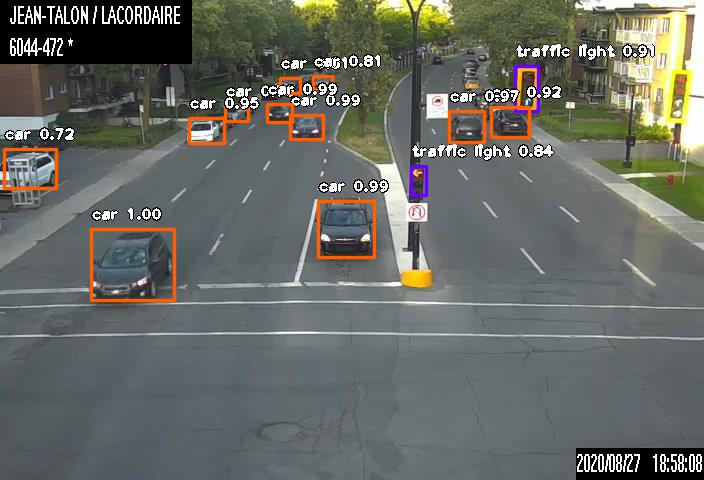 JEAN-TALON / LACORDAIRE
6044-472 *
traffic light 0.91
car 0.81
car 0.99
car 0.95
car 0.99
car 0.97
0.92
car 0.72
traffic light 0.84
car 0.99
car 1.00
2020/08/27 18:58:08